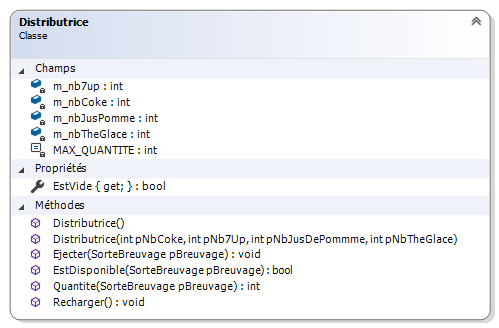 Distributrice
Classe
Champs
m_nb7up : int
m_nbCoke : int
m_nbJusPomme : int
m_nbTheGlace : int
MAX_QUANTITE : int
Propriétés
EstVide { get; } : bool
Méthodes
Distributrice()
Distributrice(int pNbCoke, int pNb7Up, int pNbJusDePommme, int pNbTheGlace)
Ejecter(SorteBreuvage pBreuvage) : void
EstDisponible(SorteBreuvage pBreuvage) : bool
Quantite(SorteBreuvage pBreuvage) : int
Recharger() : void